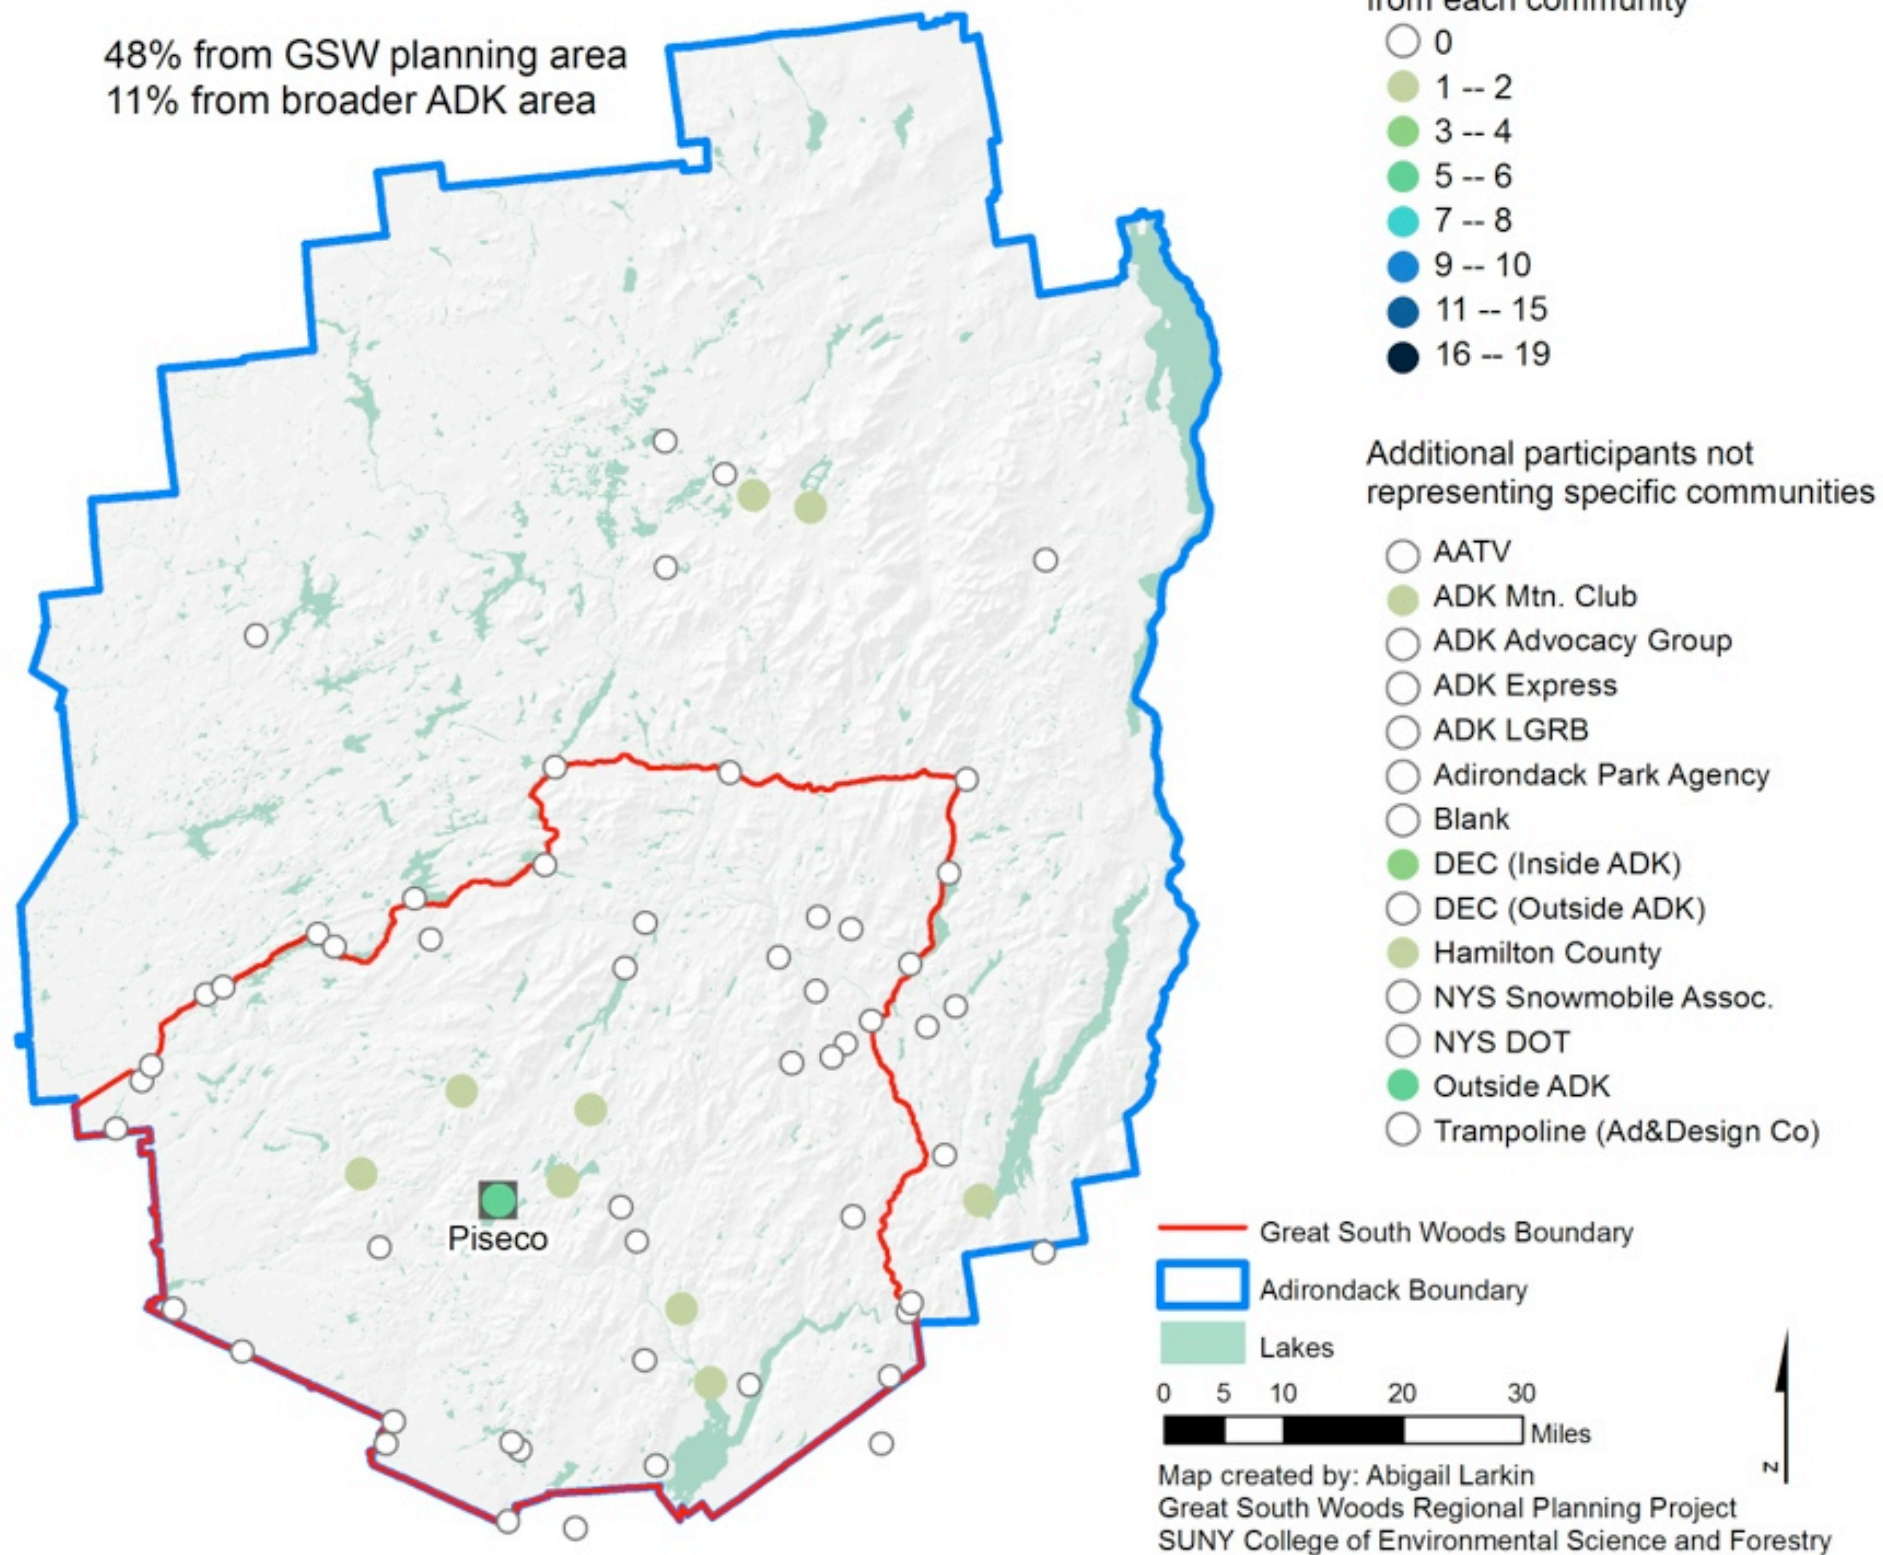 48% from GSW planning area
11% from broader ADK area
from each community
0
1 -- 2
3 -- 4
5 -- 6
7 -- 8
9 -- 10
11 -- 15
16 -- 19
Additional participants not
representing specific communities
AATV
ADK Mtn. Club
ADK Advocacy Group
ADK Express
ADK LGRB
Adirondack Park Agency
Blank
DEC (Inside ADK)
DEC (Outside ADK)
Hamilton County
NYS Snowmobile Assoc.
NYS DOT
Outside ADK
Trampoline (Ad&Design Co)
Piseco
Great South Woods Boundary
Adirondack Boundary
Lakes
0 5 10 20 30
Miles
N
Map created by: Abigail Larkin
Great South Woods Regional Planning Project
SUNY College of Environmental Science and Forestry